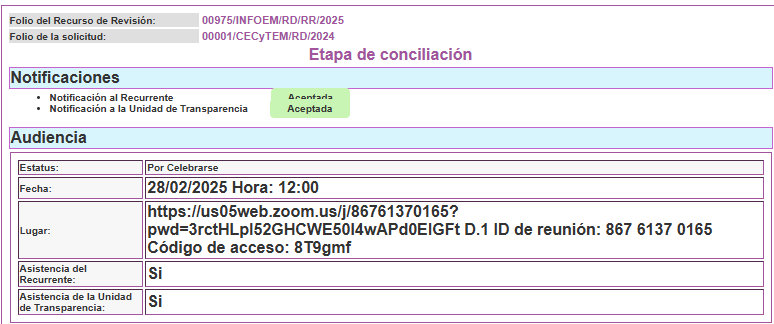 Folio del Recurso de Revisión: 00975/INFOEM/RD/RR/2025
Folio de la solicitud: 00001/CECyTEM/RD/2024
Etapa de conciliación
Notificaciones
• Notificación al Recurrente Aceptada
• Notificación a la Unidad de Transparencia Aceptada
Audiencia
Estatus: Por Celebrarse
Fecha: 28/02/2025 Hora: 12:00
Lugar: https://us05web.zoom.us/j/86761370165?
pwd=3rctHLpI52GHCWE50I4wAPd0EIGFt D.1 ID de reunión: 867 6137 0165
Código de acceso: 8T9gmf
Asistencia del
Recurrente: Si
Asistencia de la Unidad
de Transparencia: Si